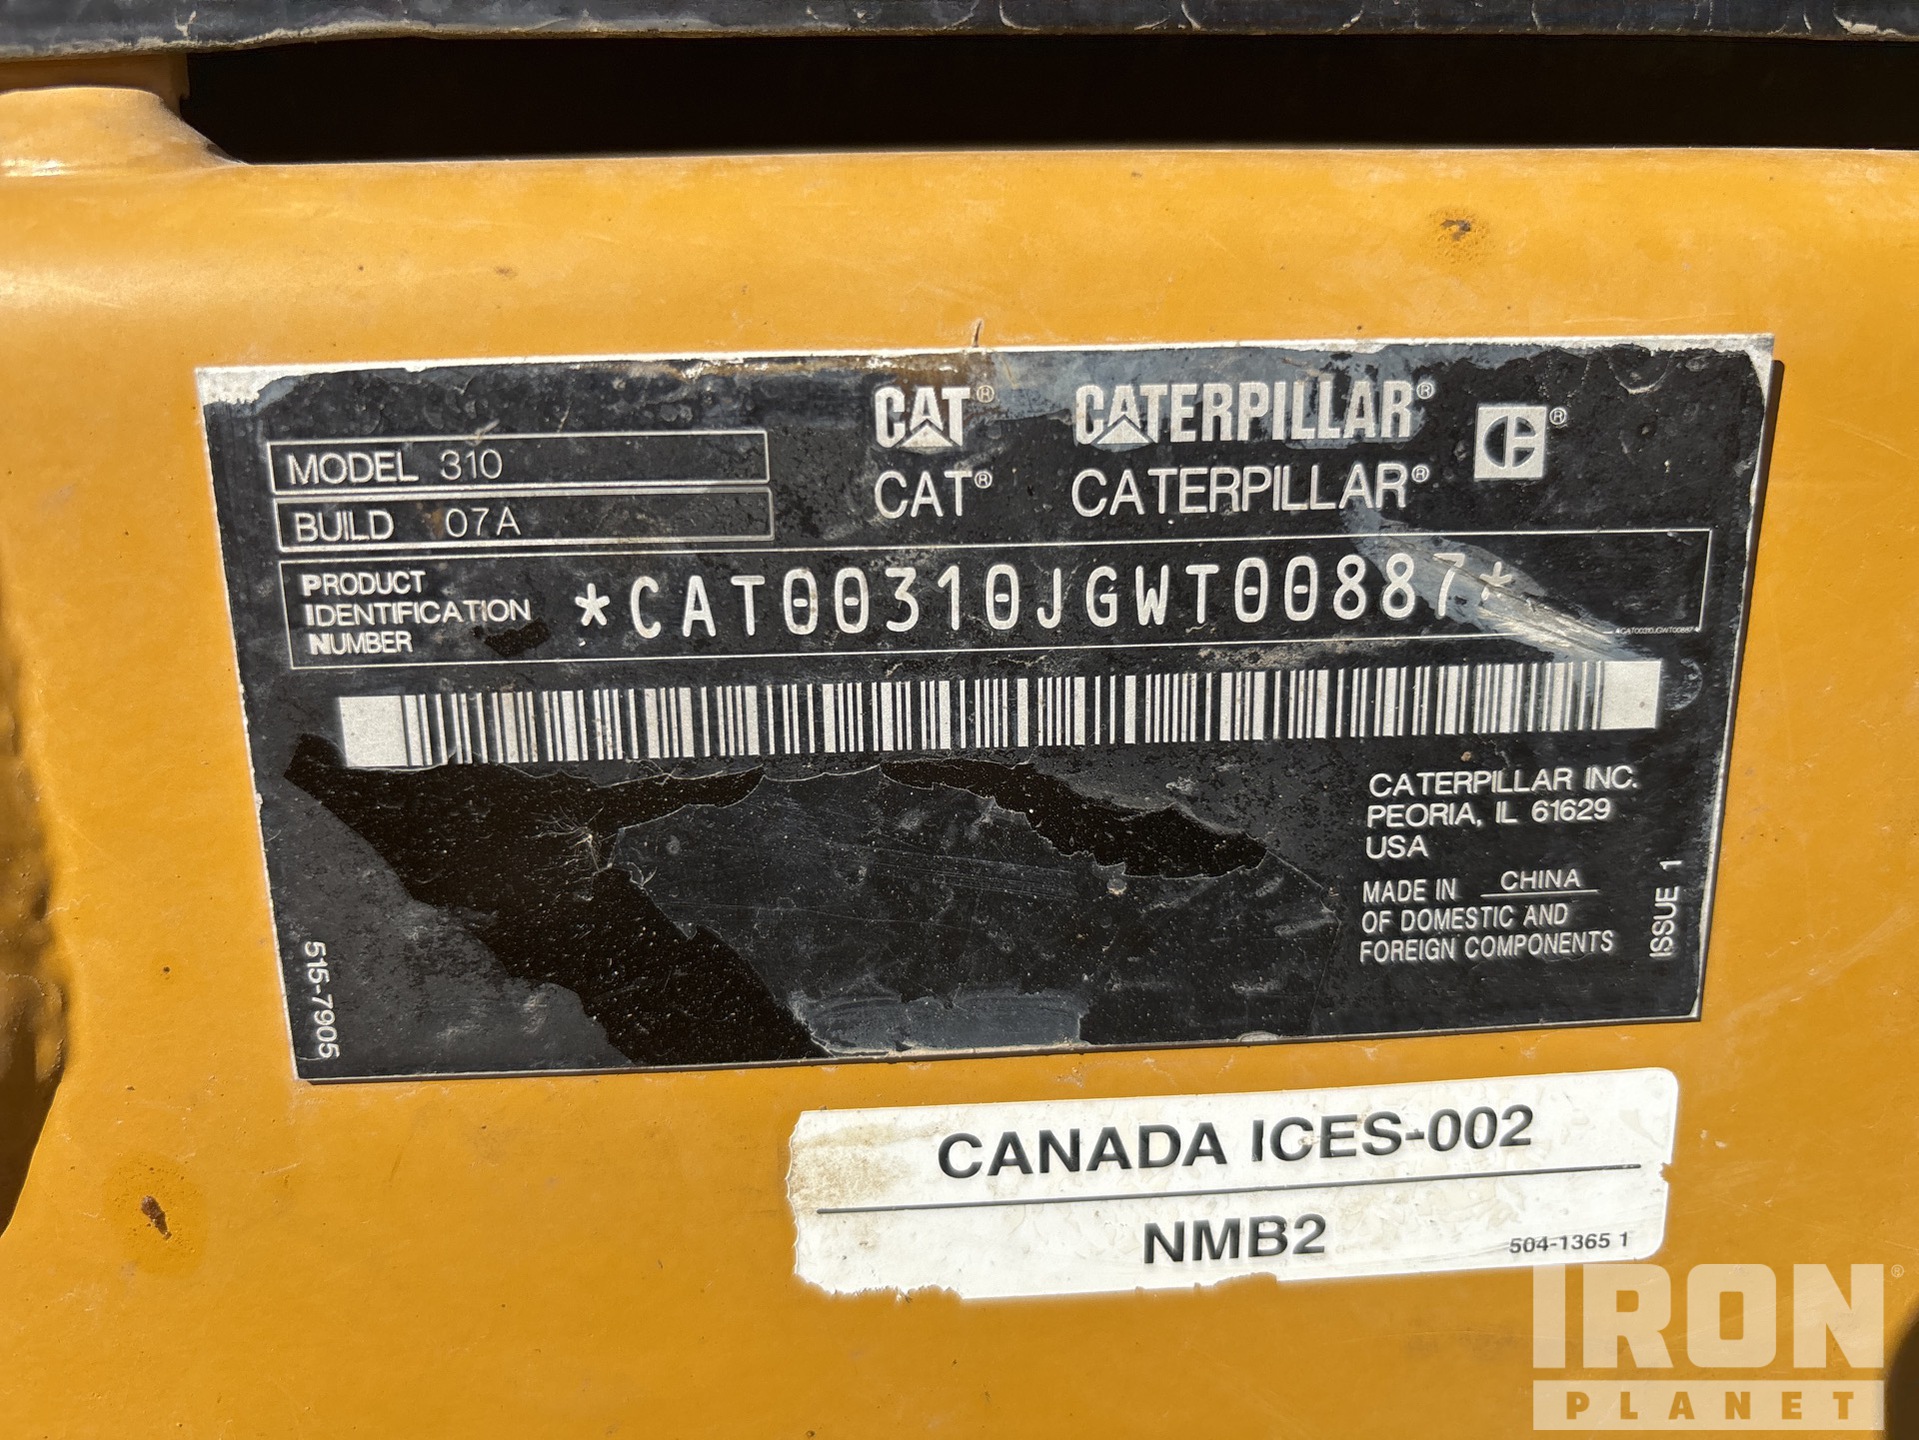 CAT® CATERPILLAR® ®
CAT® CATERPILLAR®
MODEL 310
BUILD 07A
PRODUCT
IDENTIFICATION
NUMBER
*CAT00310JGWT00887*
*CAT00310JGWT00887*
CATERPILLAR INC.
PEORIA, IL 61629
USA
MADE IN CHINA
OF DOMESTIC AND
FOREIGN COMPONENTS
ISSUE 1
515-7905
CANADA ICES-002
NMB2
504-1365 1
IRON®
PLANET